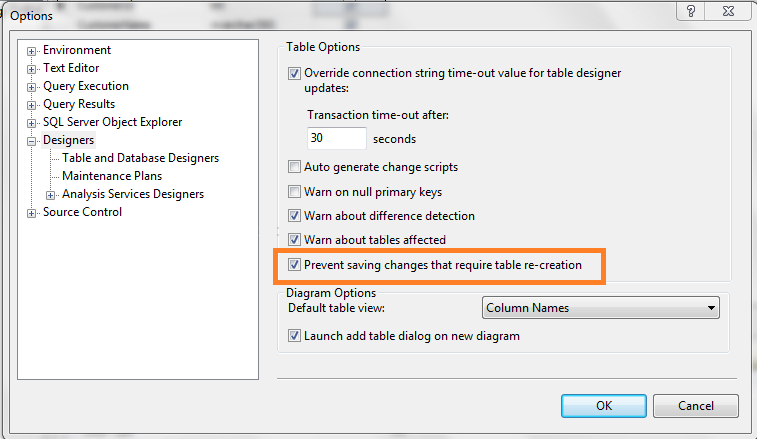 Options
Environment
Text Editor
Query Execution
Query Results
SQL Server Object Explorer
Designers
Table and Database Designers
Maintenance Plans
Analysis Services Designers
Source Control
Table Options
Override connection string time-out value for table designer
updates:
Transaction time-out after:
30 seconds
Auto generate change scripts
Warn on null primary keys
Warn about difference detection
Warn about tables affected
Prevent saving changes that require table re-creation
Diagram Options
Default table view: Column Names
Launch add table dialog on new diagram
OK Cancel